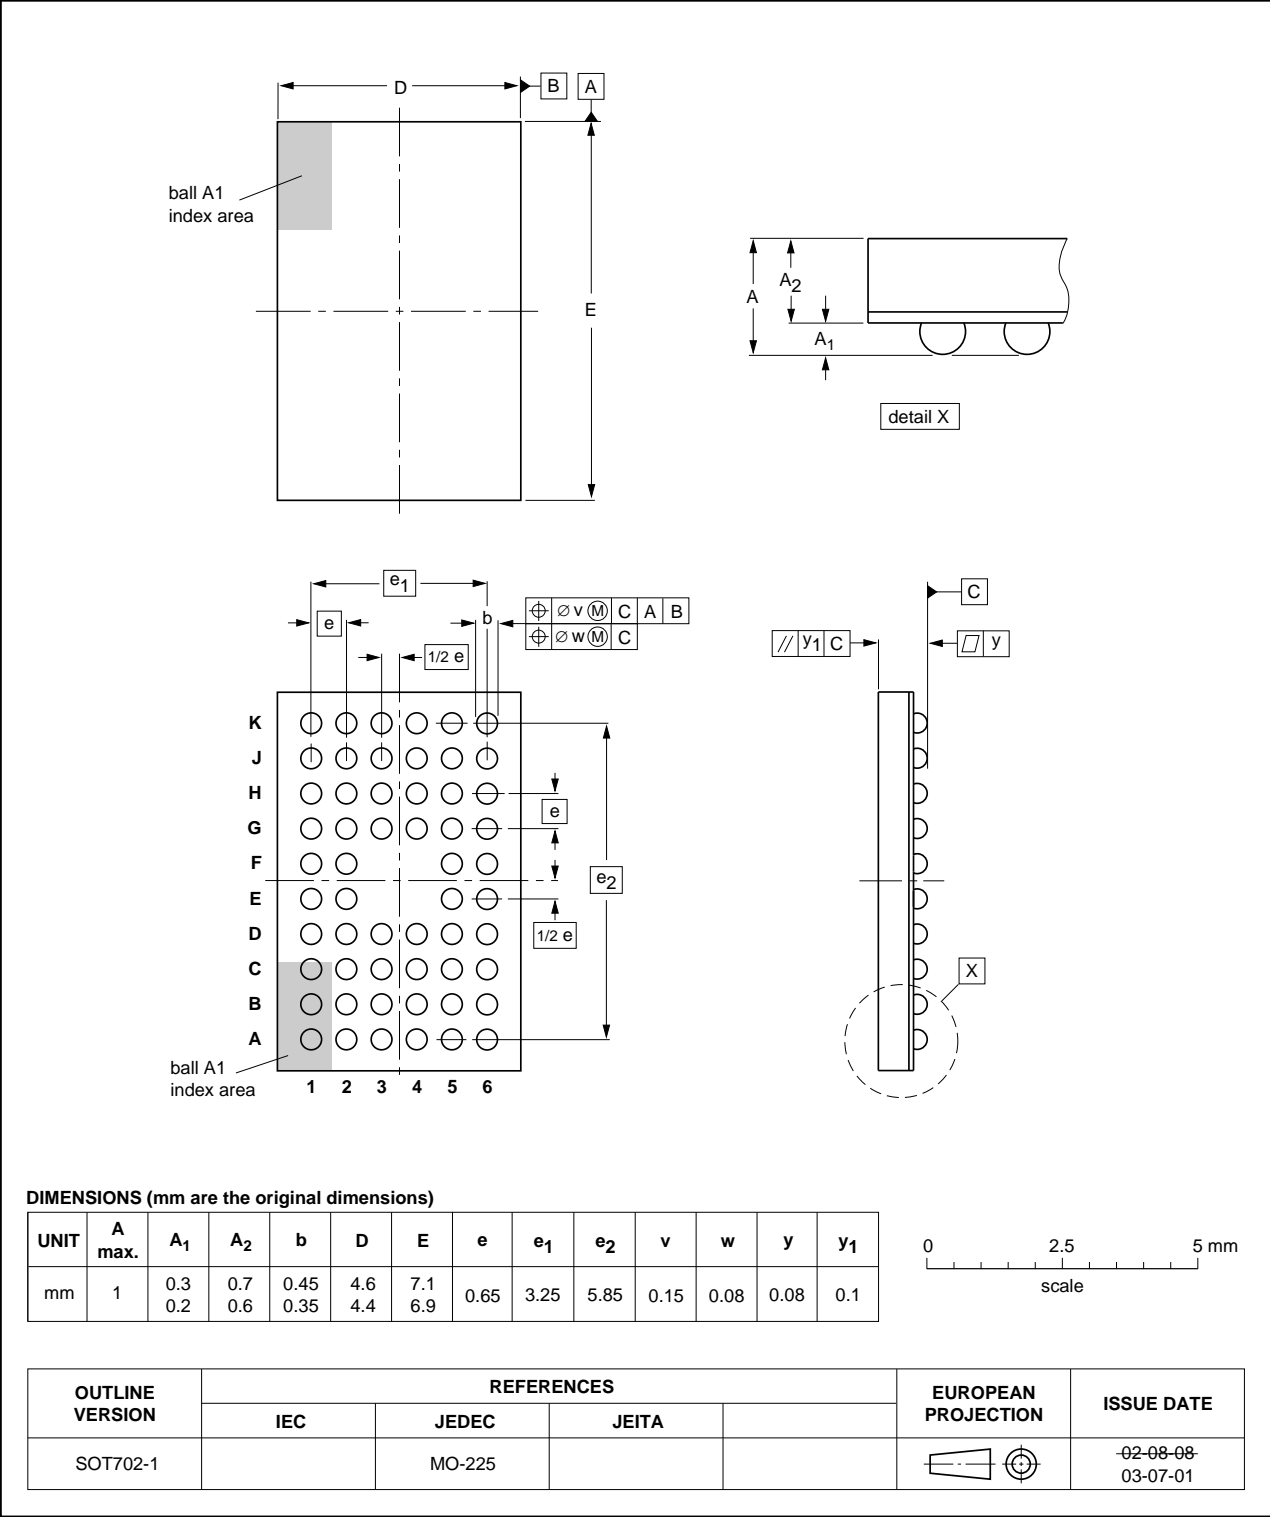 D
B
A
ball A1
index area
E
A
A2
A1
detail X
e1
e
b
⌀ v Ⓜ C A B
⌀ w Ⓜ C
1/2 e
K
J
H
G
F
E
D
C
B
A
e
e2
1/2 e
ball A1
index area
1 2 3 4 5 6
C
// y1 C
y
X
DIMENSIONS (mm are the original dimensions)
UNIT A max. A1 A2 b D E e e1 e2 v w y y1
mm 1 0.3 0.7 0.45 4.6 7.1 0.65 3.25 5.85 0.15 0.08 0.08 0.1
0.2 0.6 0.35 4.4 6.9
0 2.5 5 mm
scale
OUTLINE VERSION REFERENCES EUROPEAN PROJECTION ISSUE DATE
IEC JEDEC JEITA
SOT702-1 MO-225 02-08-08
03-07-01